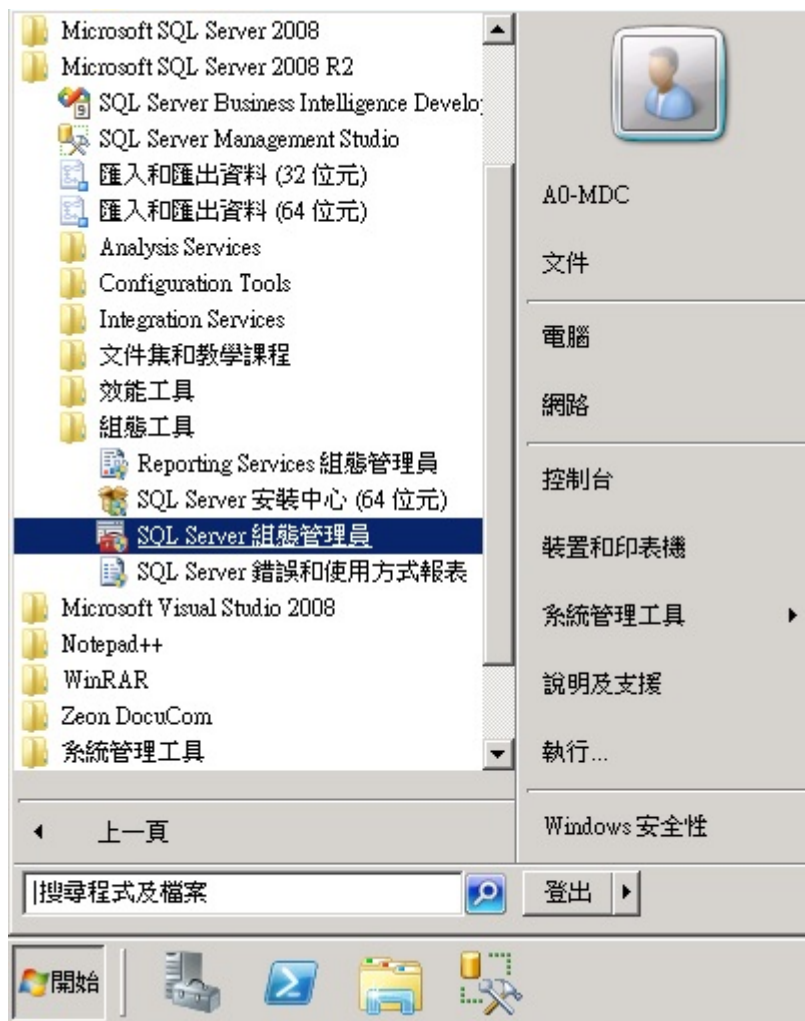 Microsoft SQL Server 2008
Microsoft SQL Server 2008 R2
SQL Server Business Intelligence Develo
SQL Server Management Studio
匯入和匯出資料 (32 位元)
匯入和匯出資料 (64 位元)
Analysis Services
Configuration Tools
Integration Services
文件集和教學課程
效能工具
組態工具
Reporting Services 組態管理員
SQL Server 安裝中心 (64 位元)
SQL Server 組態管理員
SQL Server 錯誤和使用方式報表
Microsoft Visual Studio 2008
Notepad++
WinRAR
Zeon DocuCom
系統管理工具
上一頁
搜尋程式及檔案
A0-MDC
文件
電腦
網路
控制台
裝置和印表機
系統管理工具
說明及支援
執行...
Windows 安全性
登出
開始